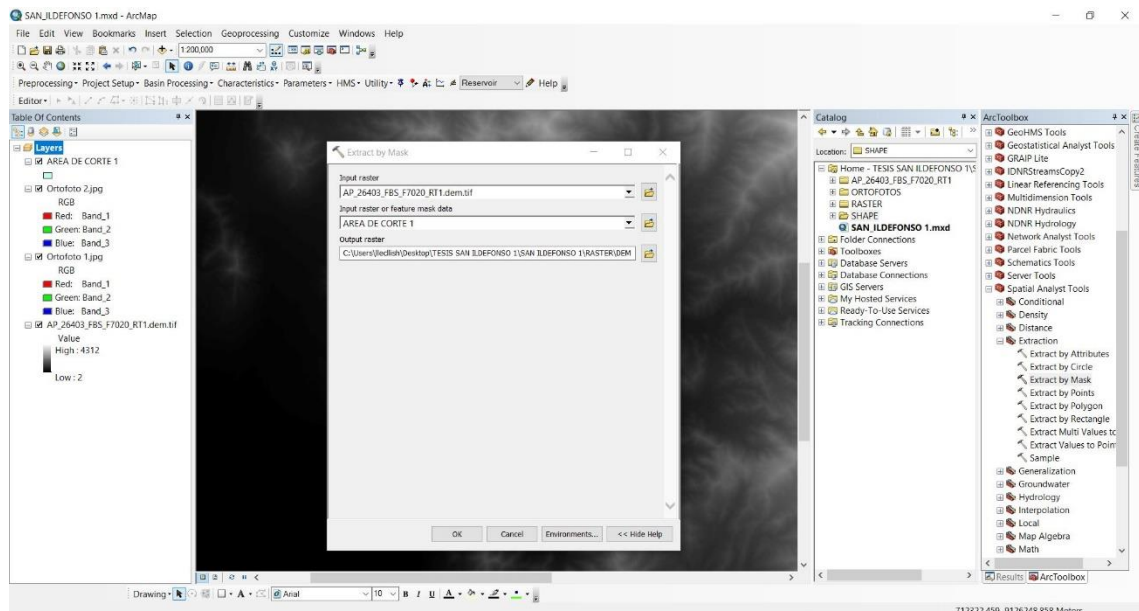 SAN_ILDEFONSO 1.mxd - ArcMap
File Edit View Bookmarks Insert Selection Geoprocessing Customize Windows Help
1:200,000
Preprocessing Project Setup Basin Processing Characteristics Parameters HMS Utility Reservoir Help
Editor
Table Of Contents
Layers
AREA DE CORTE 1
Ortofoto 2.jpg
RGB
Red: Band_1
Green: Band_2
Blue: Band_3
Ortofoto 1.jpg
RGB
Red: Band_1
Green: Band_2
Blue: Band_3
AP_26403_FBS_F7020_RT1.dem.tif
Value
High : 4312
Low : 2
Extract by Mask
Input raster
AP_26403_FBS_F7020_RT1.dem.tif
Input raster or feature mask data
AREA DE CORTE 1
Output raster
C:\Users\lledlish\Desktop\TESIS SAN ILDEFONSO 1\SAN ILDEFONSO 1\RASTER\DEM
OK Cancel Environments... << Hide Help
Catalog
Location: SHAPE
Home - TESIS SAN ILDEFONSO 1\S
AP_26403_FBS_F7020_RT1
ORTOFOTOS
RASTER
SHAPE
SAN_ILDEFONSO 1.mxd
Folder Connections
Toolboxes
Database Servers
Database Connections
GIS Servers
My Hosted Services
Ready-To-Use Services
Tracking Connections
ArcToolbox
GeoHMS Tools
Geostatistical Analyst Tools
GRAIP Lite
IDNRStreamsCopy2
Linear Referencing Tools
Multidimension Tools
NDNR Hydraulics
NDNR Hydrology
Network Analyst Tools
Parcel Fabric Tools
Schematics Tools
Server Tools
Spatial Analyst Tools
Conditional
Density
Distance
Extraction
Extract by Attributes
Extract by Circle
Extract by Mask
Extract by Points
Extract by Polygon
Extract by Rectangle
Extract Multi Values to
Extract Values to Poin
Sample
Generalization
Groundwater
Hydrology
Interpolation
Local
Map Algebra
Math
Results ArcToolbox
Create Features
Drawing Arial 10 B I U A
712322.459 9126248.858 Meters